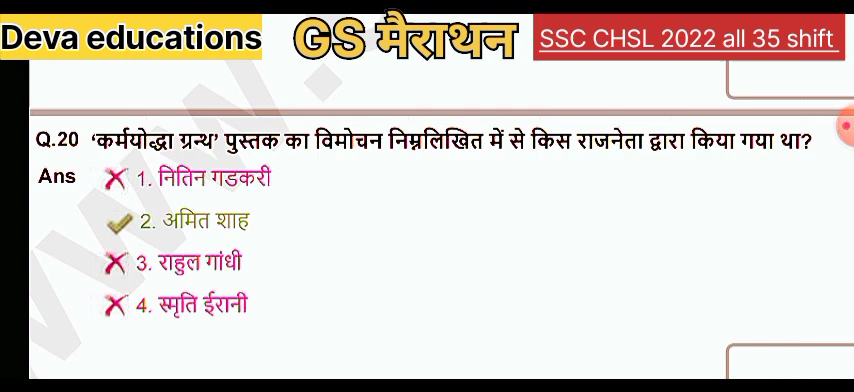 Deva educations GS मैराथन SSC CHSL 2022 all 35 shift
Q.20 ‘कर्मयोद्धा ग्रन्थ’ पुस्तक का विमोचन निम्नलिखित में से किस राजनेता द्वारा किया गया था?
Ans 1. नितिन गडकरी
2. अमित शाह
3. राहुल गांधी
4. स्मृति ईरानी